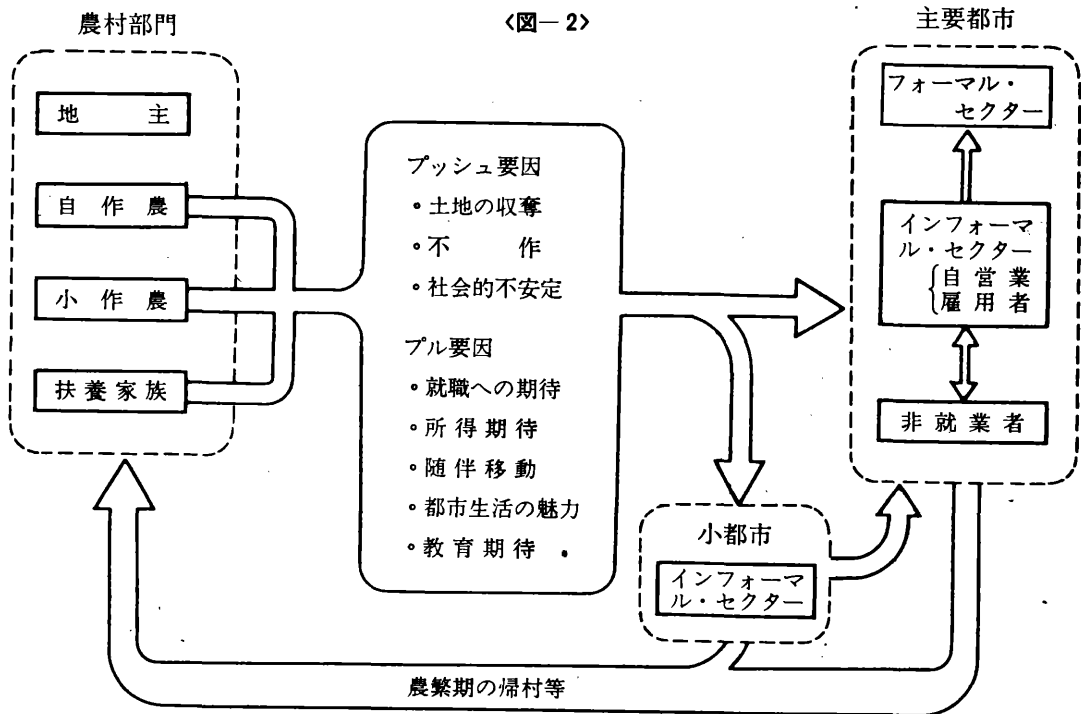 〈図—2〉
農村部門
地主
自作農
小作農
扶養家族
プッシュ要因
・土地の収奪
・不作
・社会的不安定
プル要因
・就職への期待
・所得期待
・随伴移動
・都市生活の魅力
・教育期待
主要都市
フォーマル・
セクター
インフォーマ
ル・セクター
自営業
雇用者
非就業者
小都市
インフォーマ
ル・セクター
農繁期の帰村等